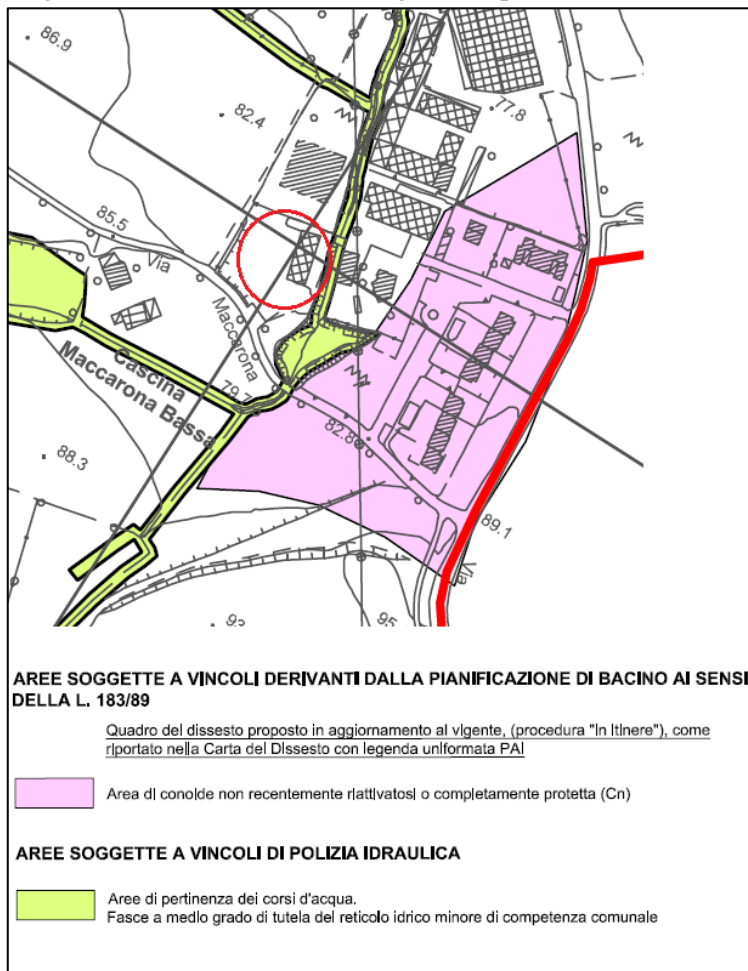 86.9
82.4
77.8
85.5
Via
Maccarona
Cascina
Maccarona Bassa
79.7
82.8
88.3
89.1
Via
93
95
AREE SOGGETTE A VINCOLI DERIVANTI DALLA PIANIFICAZIONE DI BACINO AI SENSI
DELLA L. 183/89
Quadro del dissesto proposto in aggiornamento al vigente, (procedura "in itinere"), come
riportato nella Carta del Dissesto con legenda uniformata PAI
Area di conoide non recentemente riattivatosi o completamente protetta (Cn)
AREE SOGGETTE A VINCOLI DI POLIZIA IDRAULICA
Aree di pertinenza dei corsi d'acqua.
Fasce a medio grado di tutela del reticolo idrico minore di competenza comunale